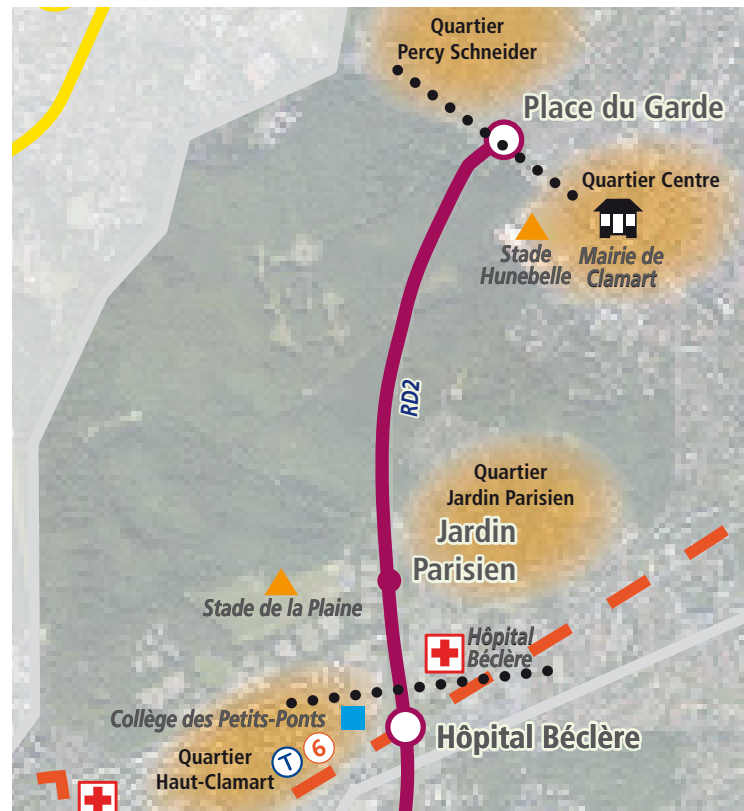 Quartier
Percy Schneider
Place du Garde
Quartier Centre
Stade
Hunebelle
Mairie de
Clamart
RD2
Quartier
Jardin Parisien
Jardin
Parisien
Stade de la Plaine
Hôpital
Béclère
Collège des Petits-Ponts
Hôpital Béclère
Quartier
Haut-Clamart
T 6